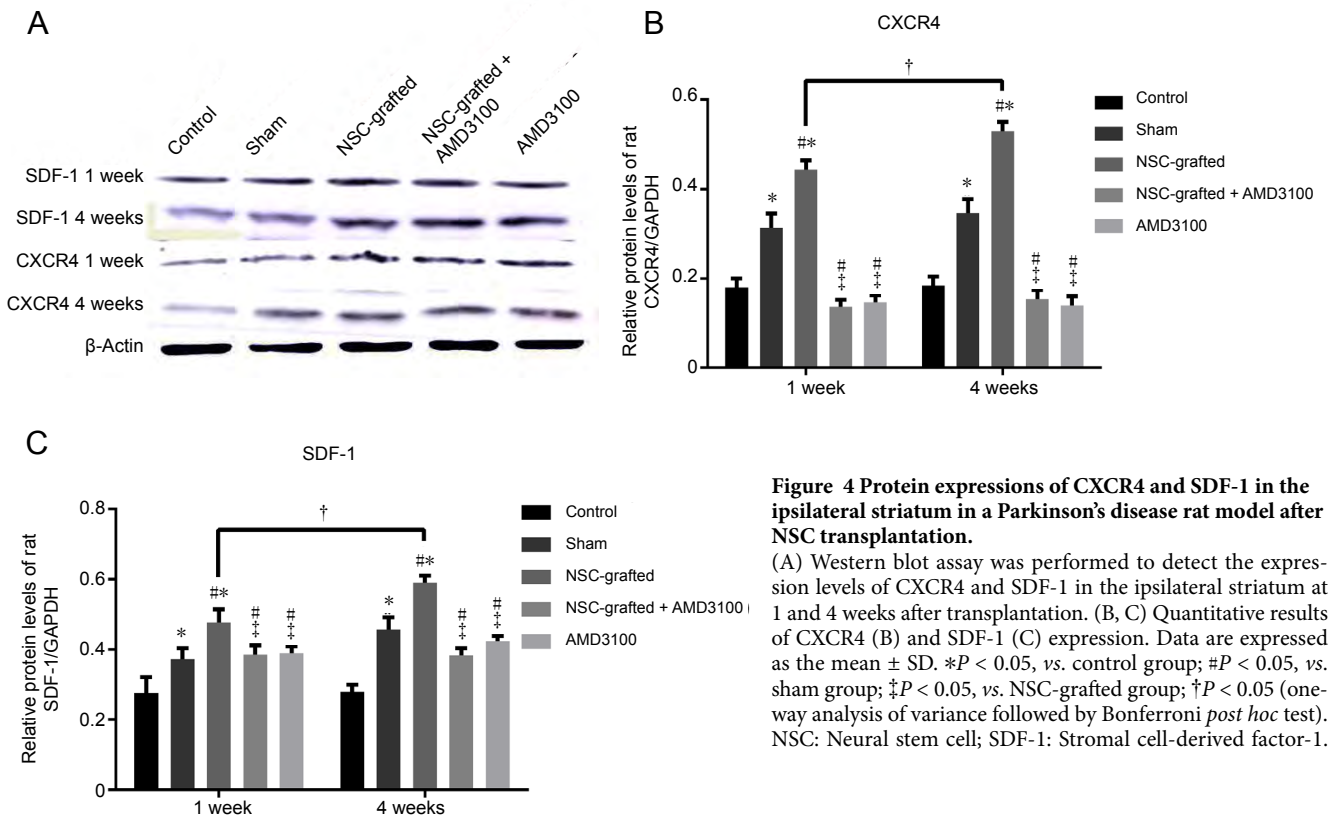 A
Control
Sham
NSC-grafted
NSC-grafted +
AMD3100
AMD3100
SDF-1 1 week
SDF-1 4 weeks
CXCR4 1 week
CXCR4 4 weeks
β-Actin
B
CXCR4
Relative protein levels of rat
CXCR4/GAPDH
0.6
0.4
0.2
0
†
*
#*
#
‡
#
‡
*
#*
#
‡
#
‡
1 week
4 weeks
Control
Sham
NSC-grafted
NSC-grafted + AMD3100
AMD3100
C
SDF-1
Relative protein levels of rat
SDF-1/GAPDH
0.8
0.6
0.4
0.2
0
†
*
#*
#
‡
#
‡
*
#*
#
‡
#
‡
1 week
4 weeks
Control
Sham
NSC-grafted
NSC-grafted + AMD3100 (
AMD3100
Figure 4 Protein expressions of CXCR4 and SDF-1 in the
ipsilateral striatum in a Parkinson's disease rat model after
NSC transplantation.
(A) Western blot assay was performed to detect the expres-
sion levels of CXCR4 and SDF-1 in the ipsilateral striatum at
1 and 4 weeks after transplantation. (B, C) Quantitative results
of CXCR4 (B) and SDF-1 (C) expression. Data are expressed
as the mean ± SD. *P < 0.05, vs. control group; #P < 0.05, vs.
sham group; ‡P < 0.05, vs. NSC-grafted group; †P < 0.05 (one-
way analysis of variance followed by Bonferroni post hoc test).
NSC: Neural stem cell; SDF-1: Stromal cell-derived factor-1.